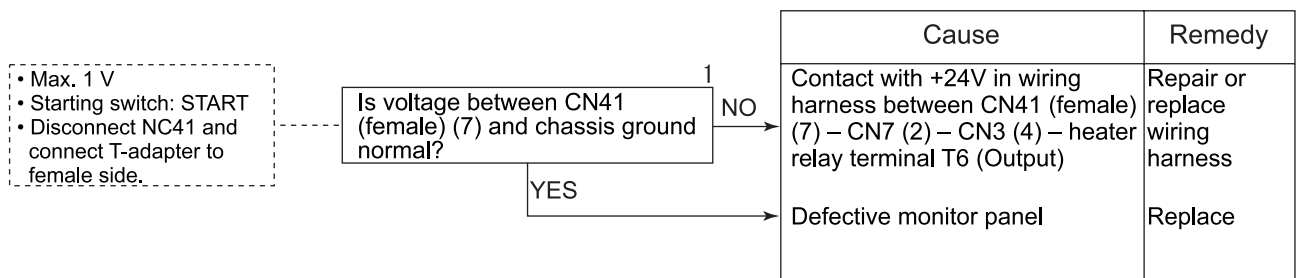 • Max. 1 V
• Starting switch: START
• Disconnect NC41 and
connect T-adapter to
female side.
1
Is voltage between CN41
(female) (7) and chassis ground
normal?
NO
YES
Cause
Remedy
Contact with +24V in wiring
harness between CN41 (female)
(7) – CN7 (2) – CN3 (4) – heater
relay terminal T6 (Output)
Repair or
replace
wiring
harness
Defective monitor panel
Replace